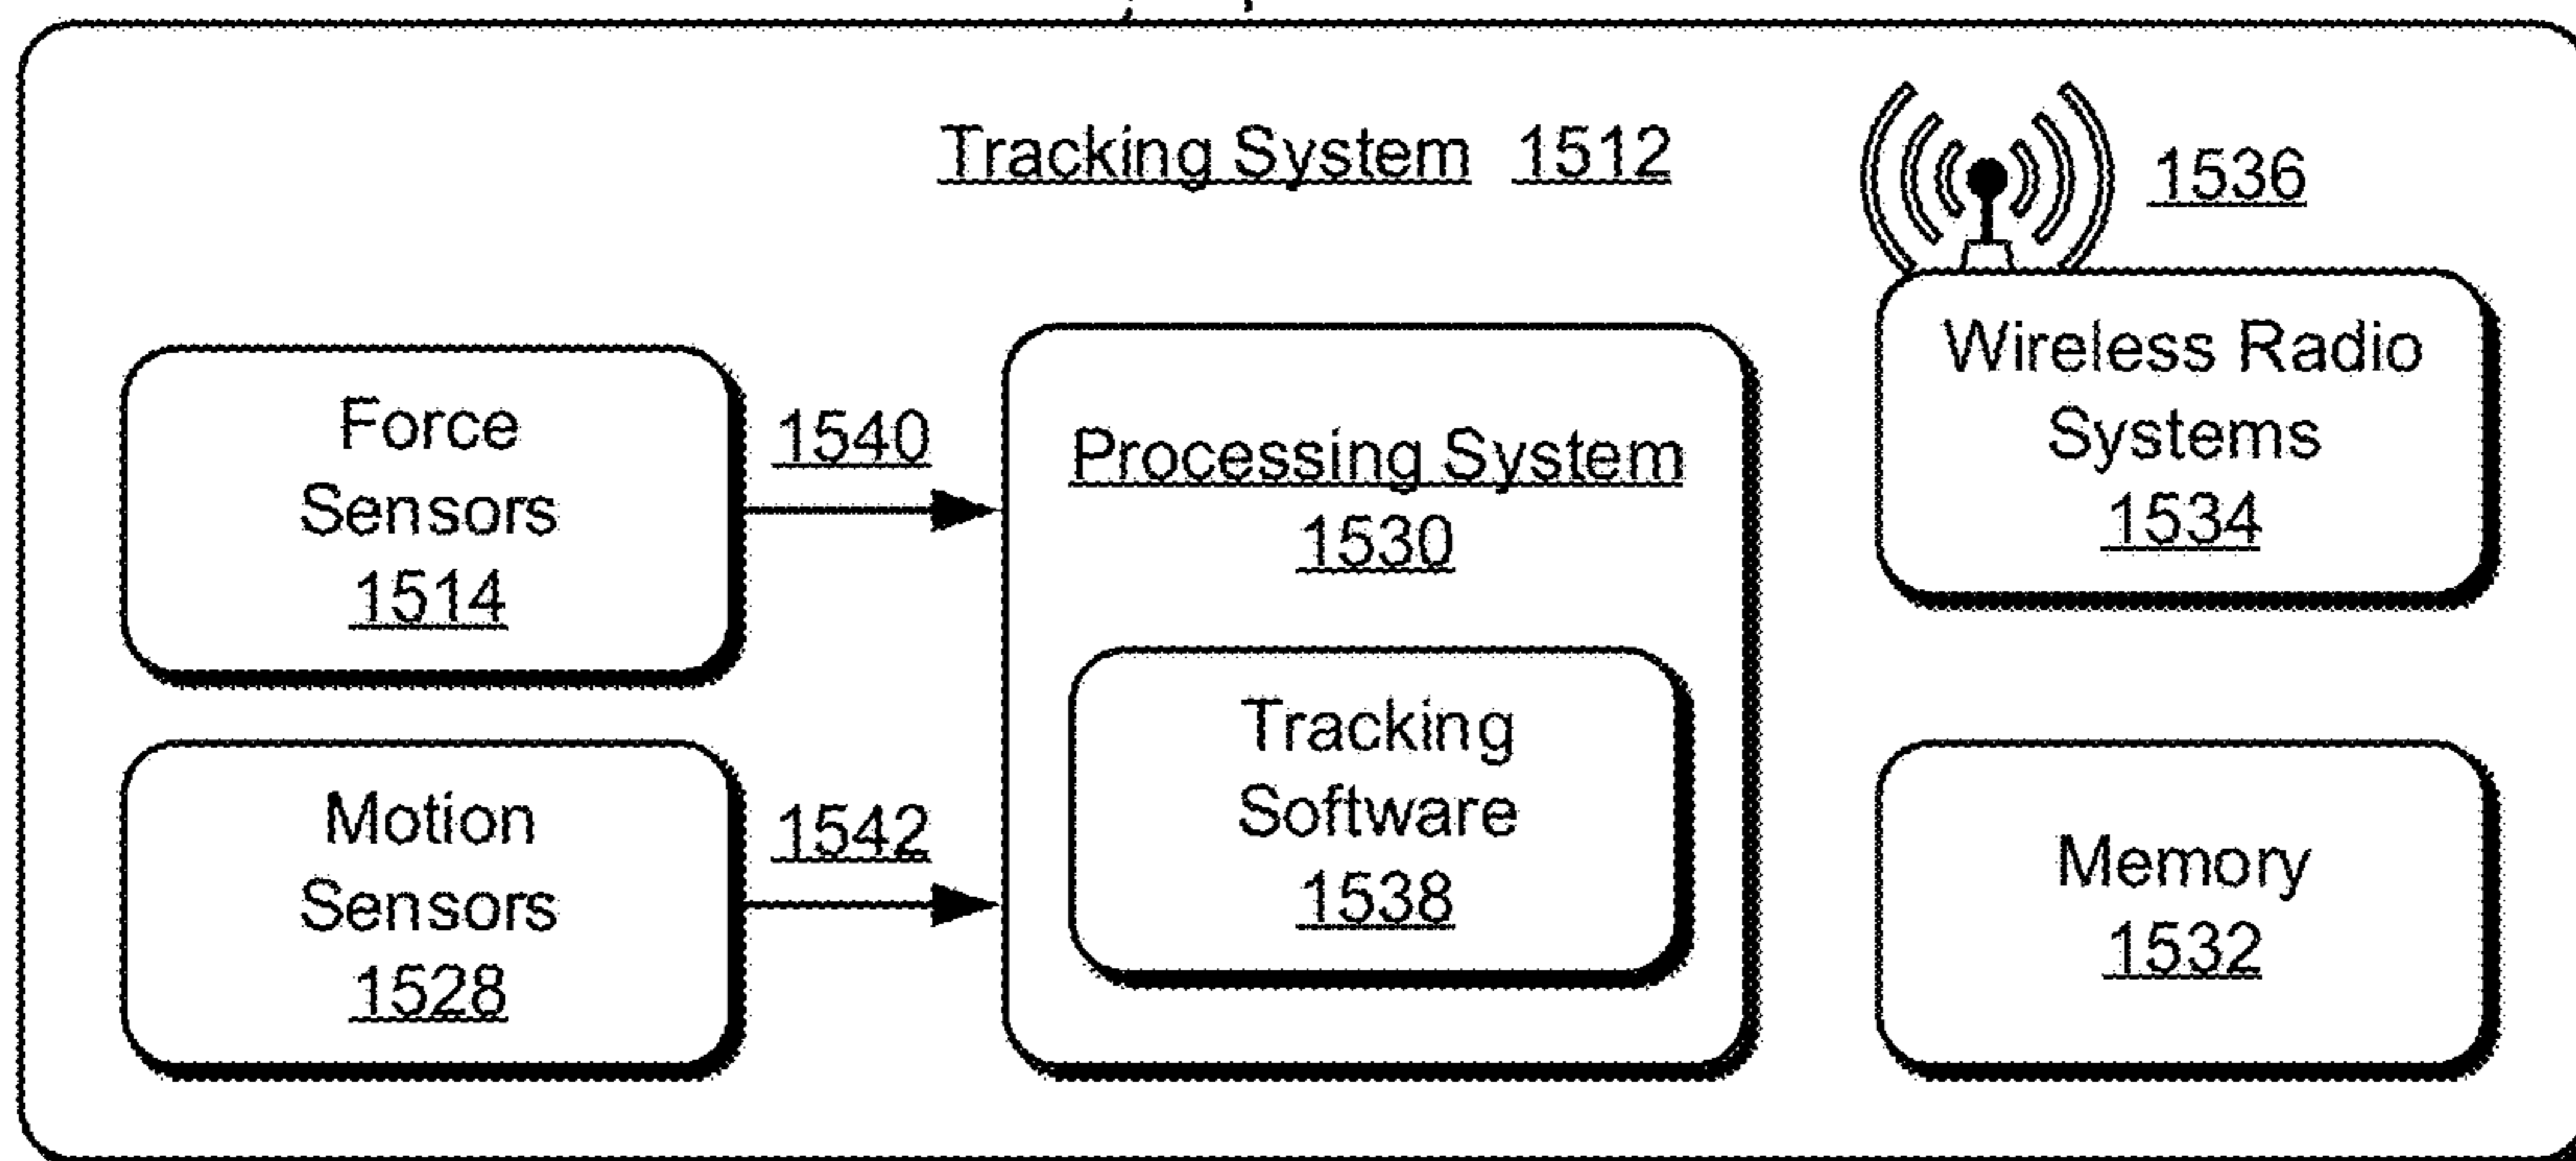 Tracking System 1512
1536
Force
Sensors
1514
1540
Motion
Sensors
1528
1542
Processing System
1530
Tracking
Software
1538
Wireless Radio
Systems
1534
Memory
1532